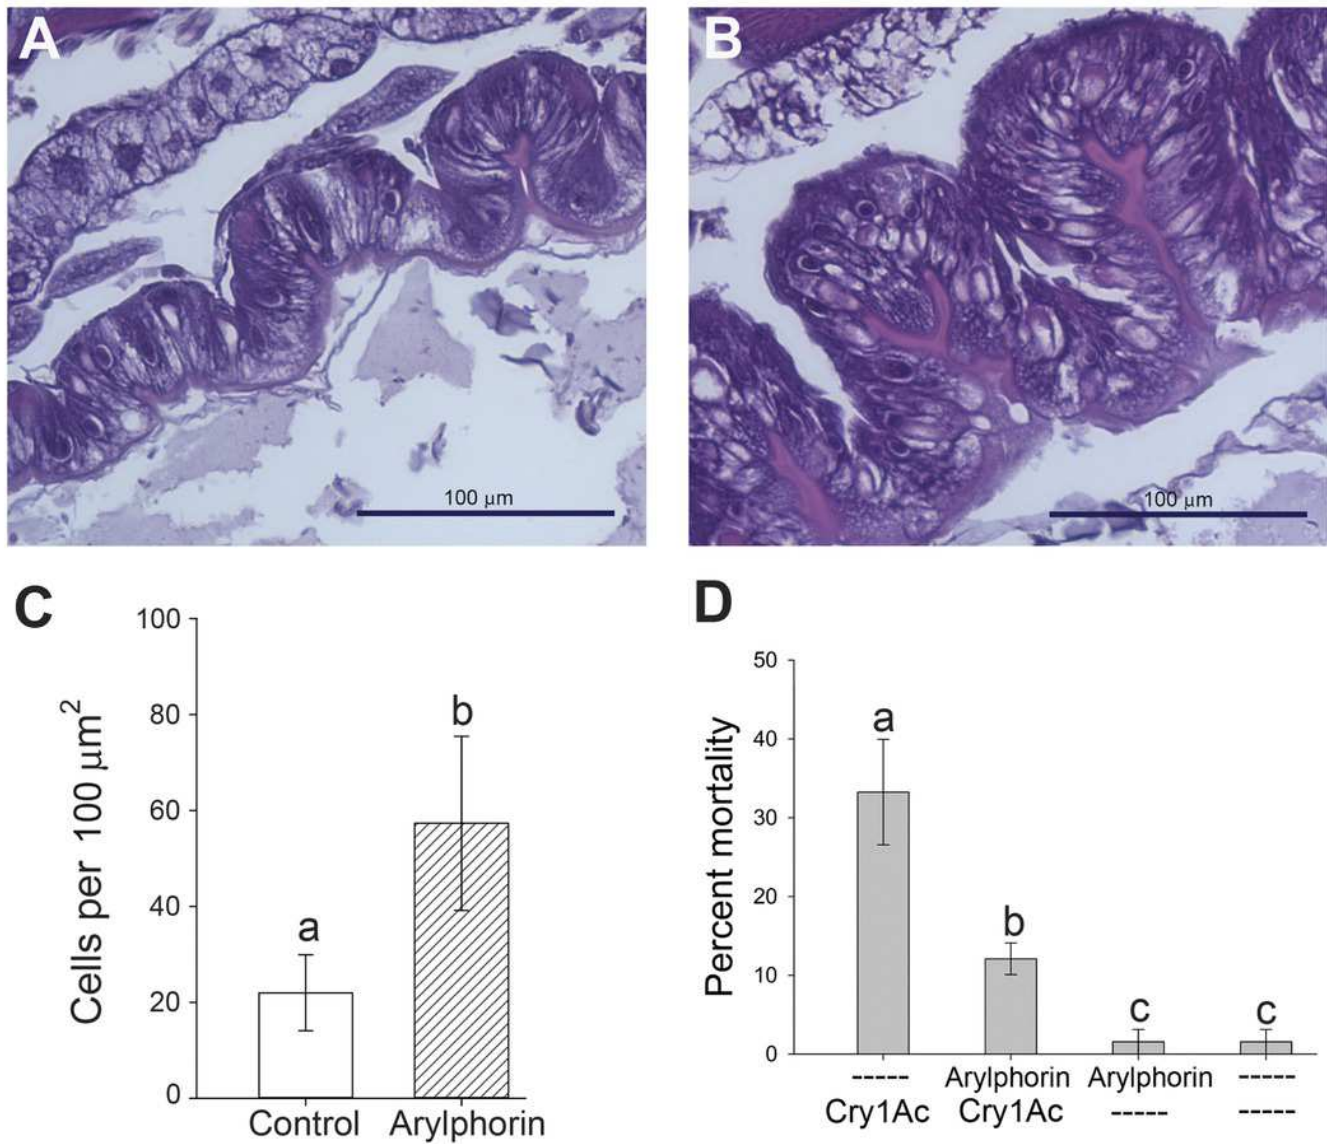 A
100 µm
B
100 µm
C
Cells per 100 µm²
100
80
60
40
20
0
a
b
Control
Arylphorin
D
Percent mortality
50
40
30
20
10
0
a
b
c
c
----- Arylphorin Arylphorin -----
Cry1Ac Cry1Ac ----- -----